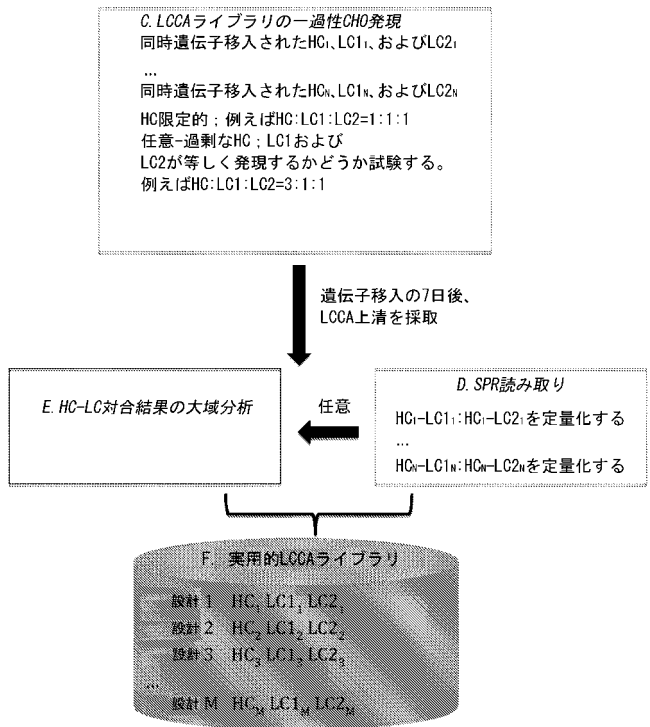 C. LCCAライブラリの一過性CHO発現
同時遺伝子移入されたHC₁、LC1₁、およびLC2₁
...
同時遺伝子移入されたHCN、LC1N、およびLC2N
HC限定的；例えばHC:LC1:LC2=1:1:1
任意-過剰なHC；LC1および
LC2が等しく発現するかどうか試験する。
例えばHC:LC1:LC2=3:1:1
遺伝子移入の7日後、
LCCA上清を採取
D. SPR読み取り
HC₁-LC1₁:HC₁-LC2₁を定量化する
...
HCN-LC1N:HCN-LC2Nを定量化する
任意
E. HC-LC対合結果の大域分析
F. 実用的LCCAライブラリ
設計 1 HC₁ LC1₁ LC2₁
設計 2 HC₂ LC1₂ LC2₂
設計 3 HC₃ LC1₃ LC2₃
...
設計 M HCM LC1M LC2M